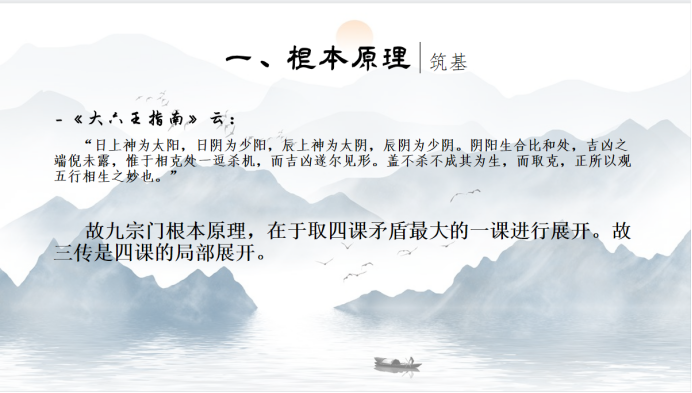 一、根本原理 筑基
-《大六壬指南》云：
“日上神为太阳，日阴为少阳，辰上神为太阴，辰阴为少阴。阴阳生合比和处，吉凶之
端倪未露，惟于相克处一逗杀机，而吉凶遂尔见形。盖不杀不成其为生，而取克，正所以观
五行相生之妙也。”
故九宗门根本原理，在于取四课矛盾最大的一课进行展开。故
三传是四课的局部展开。